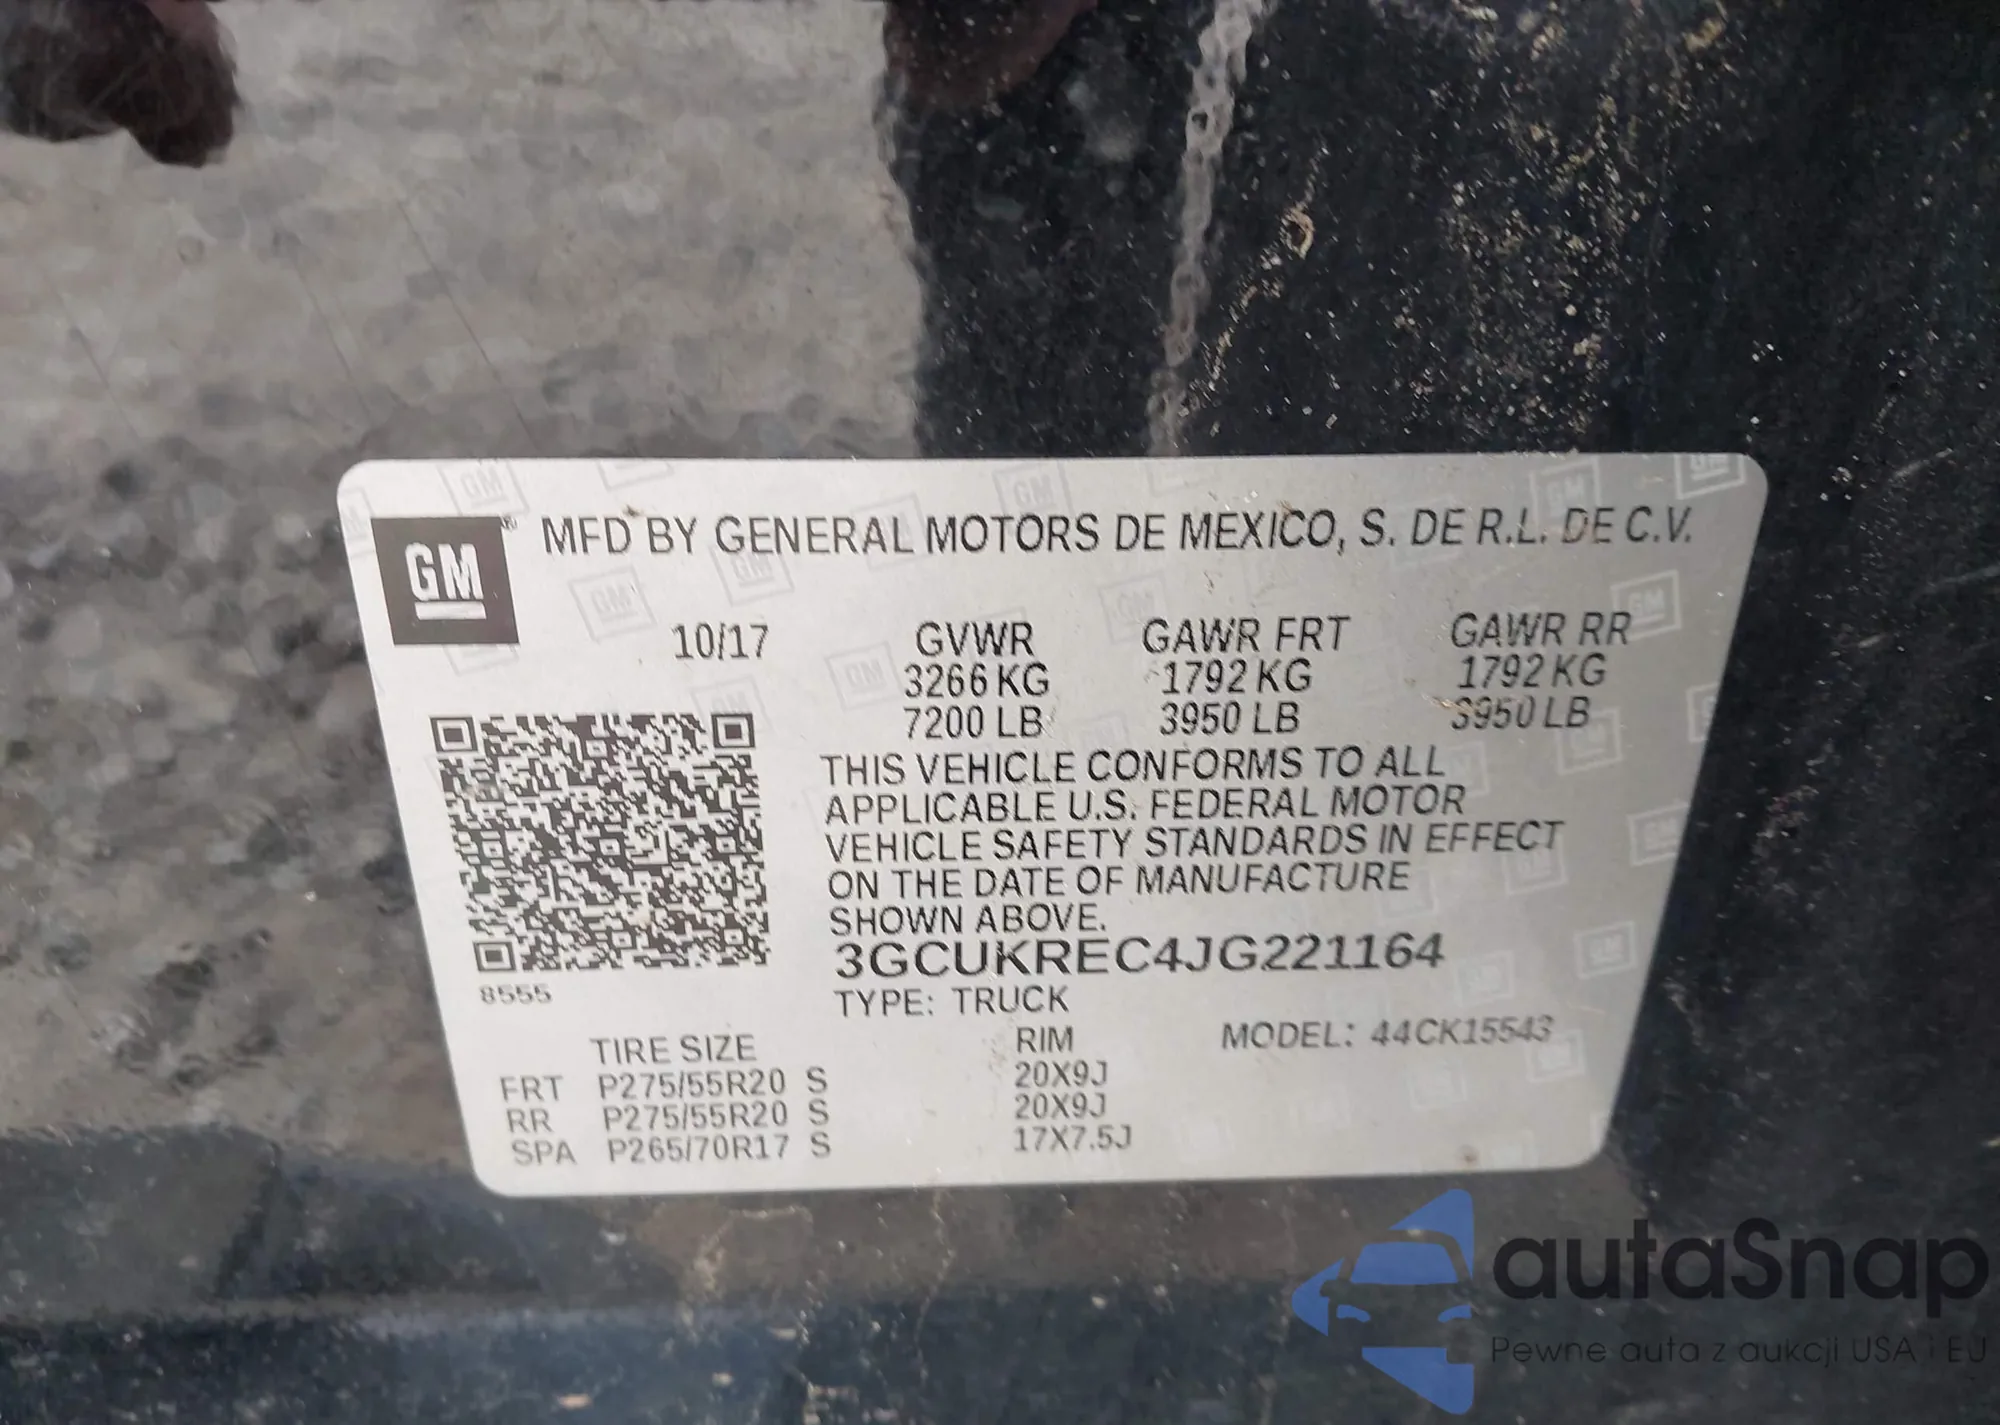 GM
MFD BY GENERAL MOTORS DE MEXICO, S. DE R.L. DE C.V.
10/17 GVWR GAWR FRT GAWR RR
3266 KG 1792 KG 1792 KG
7200 LB 3950 LB 3950 LB
THIS VEHICLE CONFORMS TO ALL
APPLICABLE U.S. FEDERAL MOTOR
VEHICLE SAFETY STANDARDS IN EFFECT
ON THE DATE OF MANUFACTURE
SHOWN ABOVE.
3GCUKREC4JG221164
8555
TYPE: TRUCK
TIRE SIZE RIM MODEL: 44CK15543
FRT P275/55R20 S 20X9J
RR P275/55R20 S 20X9J
SPA P265/70R17 S 17X7.5J
autaSnap
Pewne auta z aukcji USA i EU